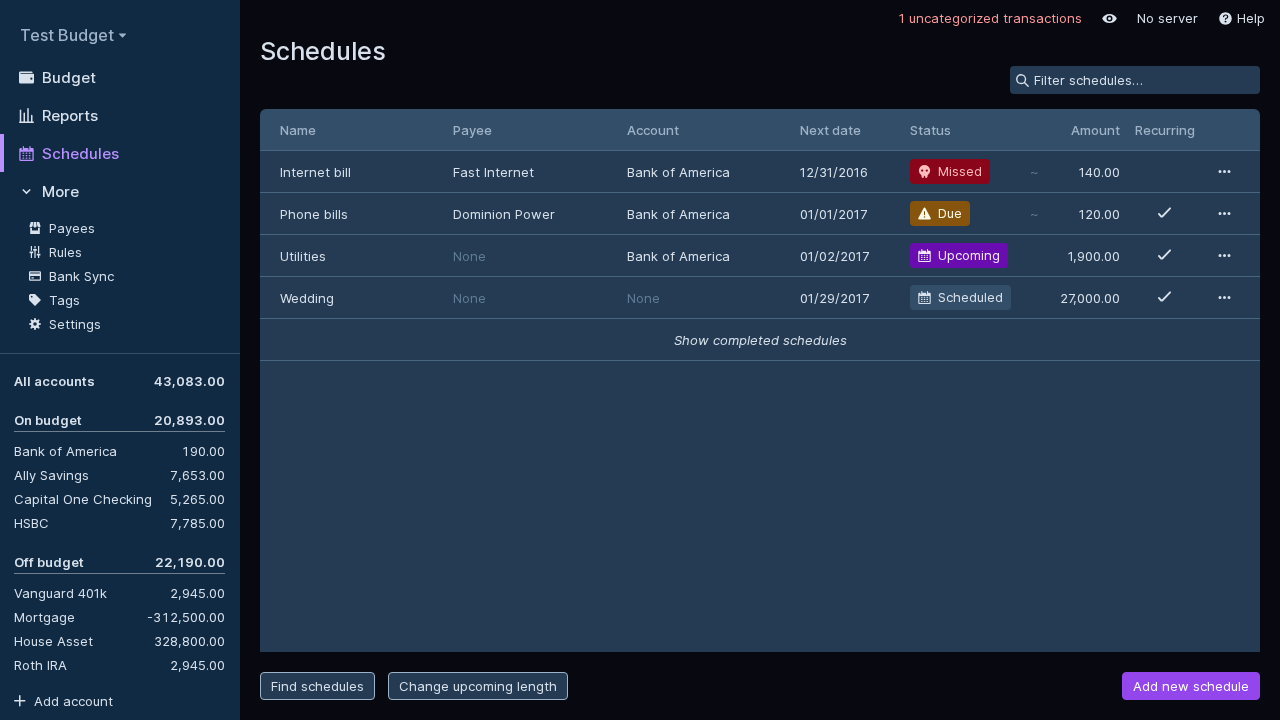 Test Budget
Budget
Reports
Schedules
More
Payees
Rules
Bank Sync
Tags
Settings
All accounts 43,083.00
On budget 20,893.00
Bank of America 190.00
Ally Savings 7,653.00
Capital One Checking 5,265.00
HSBC 7,785.00
Off budget 22,190.00
Vanguard 401k 2,945.00
Mortgage -312,500.00
House Asset 328,800.00
Roth IRA 2,945.00
Add account
1 uncategorized transactions No server Help
Schedules
Filter schedules…
Name Payee Account Next date Status Amount Recurring
Internet bill Fast Internet Bank of America 12/31/2016 Missed ~ 140.00
Phone bills Dominion Power Bank of America 01/01/2017 Due ~ 120.00
Utilities None Bank of America 01/02/2017 Upcoming 1,900.00
Wedding None None 01/29/2017 Scheduled 27,000.00
Show completed schedules
Find schedules Change upcoming length Add new schedule